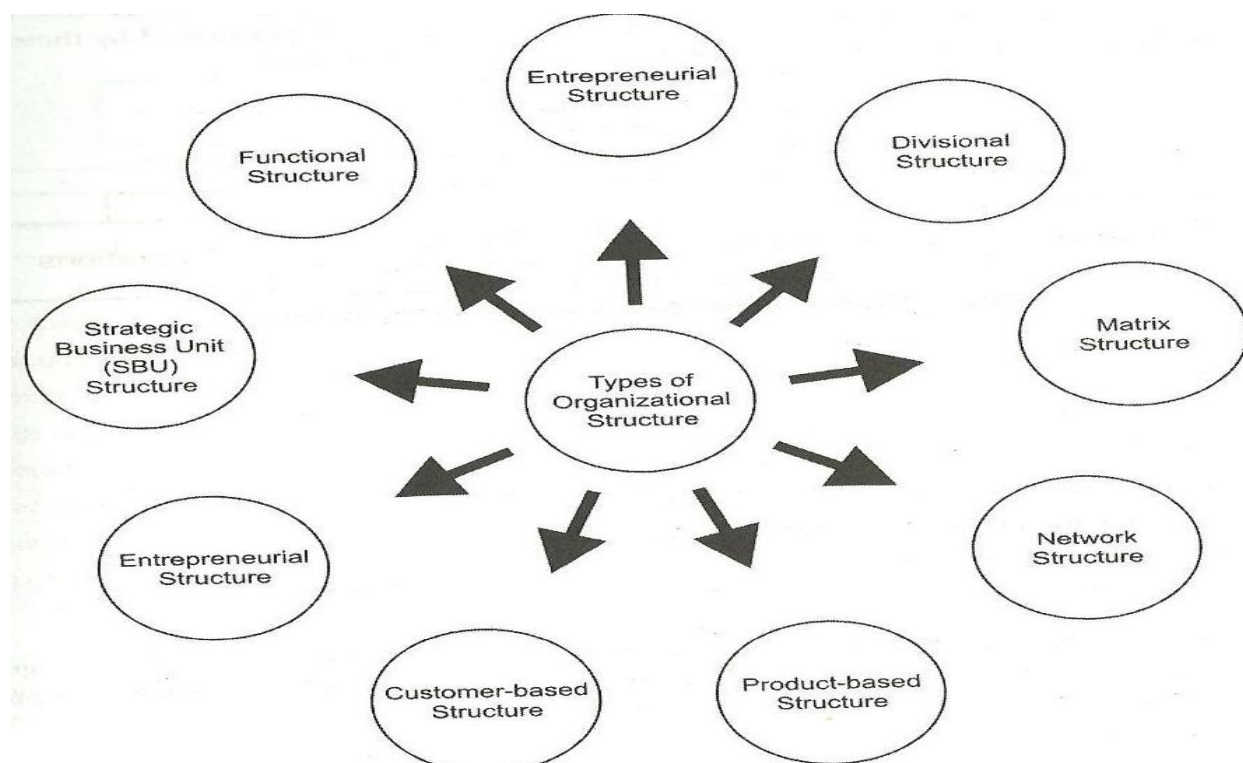 Entrepreneurial
Structure
Divisional
Structure
Functional
Structure
Matrix
Structure
Strategic
Business Unit
(SBU)
Structure
Types of
Organizational
Structure
Network
Structure
Entrepreneurial
Structure
Customer-based
Structure
Product-based
Structure